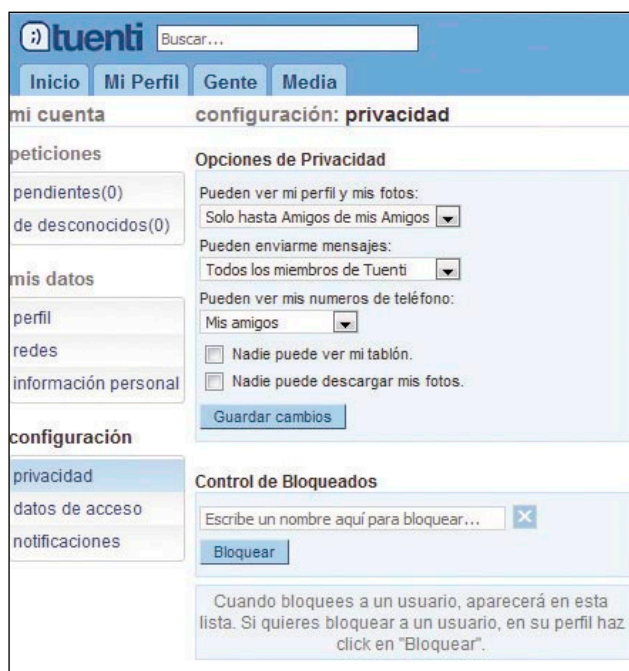 ;) tuenti Buscar...
Inicio Mi Perfil Gente Media
mi cuenta
peticiones
pendientes(0)
de desconocidos(0)
mis datos
perfil
redes
información personal
configuración
privacidad
datos de acceso
notificaciones
configuración: privacidad
Opciones de Privacidad
Pueden ver mi perfil y mis fotos:
Solo hasta Amigos de mis Amigos
Pueden enviarme mensajes:
Todos los miembros de Tuenti
Pueden ver mis numeros de teléfono:
Mis amigos
Nadie puede ver mi tablón.
Nadie puede descargar mis fotos.
Guardar cambios
Control de Bloqueados
Escribe un nombre aquí para bloquear...
Bloquear
Cuando bloquees a un usuario, aparecerá en esta
lista. Si quieres bloquear a un usuario, en su perfil haz
click en "Bloquear".